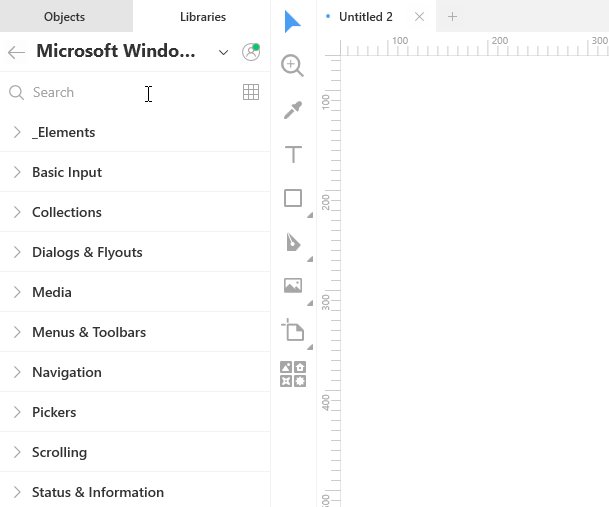 Objects
Libraries
Untitled 2
Microsoft Windo...
Search
_Elements
Basic Input
Collections
Dialogs & Flyouts
Media
Menus & Toolbars
Navigation
Pickers
Scrolling
Status & Information
100
200
300
100
200
300
400